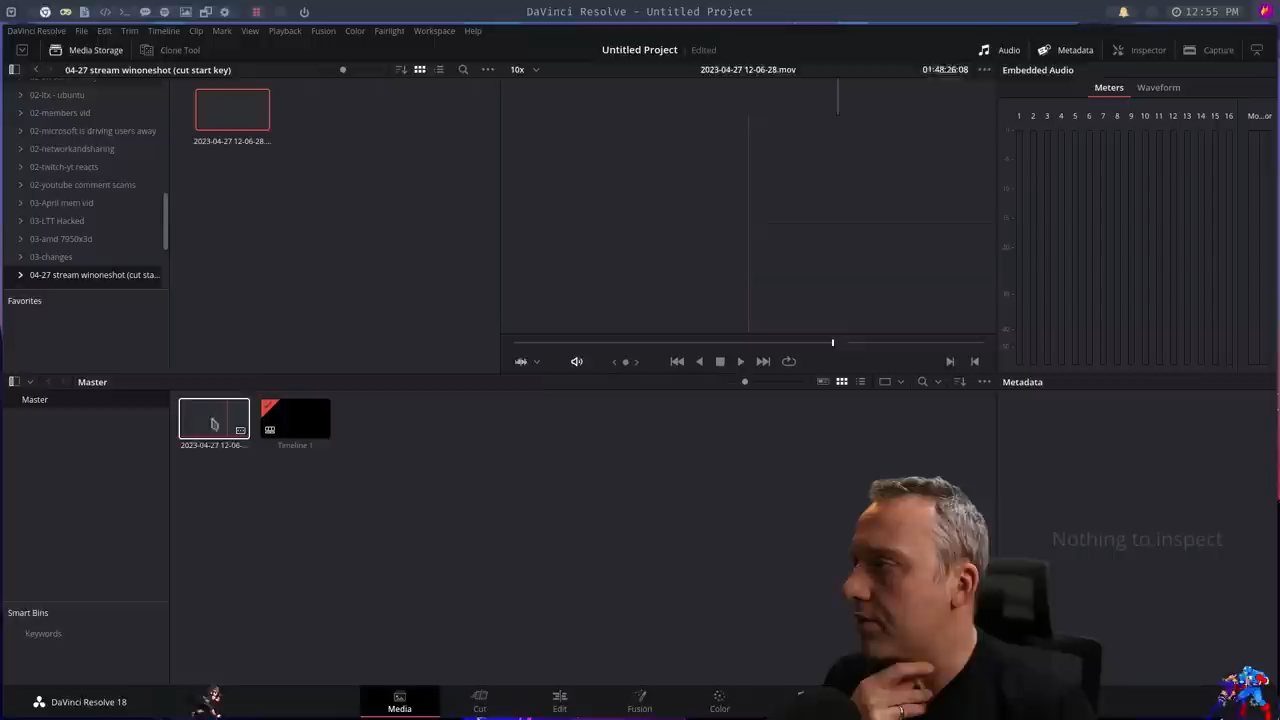 DaVinci Resolve - Untitled Project
12:55 PM
DaVinci Resolve File Edit Trim Timeline Clip Mark View Playback Fusion Color Fairlight Workspace Help
Media Storage Clone Tool
Untitled Project Edited
Audio Metadata Inspector Capture
04-27 stream winoneshot (cut start key)
10x
2023-04-27 12-06-28.mov
01:48:26:08
Embedded Audio
Meters Waveform
02-ltx - ubuntu
02-members vid
02-microsoft is driving users away
02-networkandsharing
02-twitch-yt reacts
02-youtube comment scams
03-April mem vid
03-LTT Hacked
03-amd 7950x3d
03-changes
04-27 stream winoneshot (cut sta...
2023-04-27 12-06-28....
1 2 3 4 5 6 7 8 9 10 11 12 13 14 15 16 Mo...or
Favorites
Master
Metadata
Master
2023-04-27 12-06-...
Timeline 1
Nothing to inspect
Smart Bins
Keywords
DaVinci Resolve 18
Media Cut Edit Fusion Color